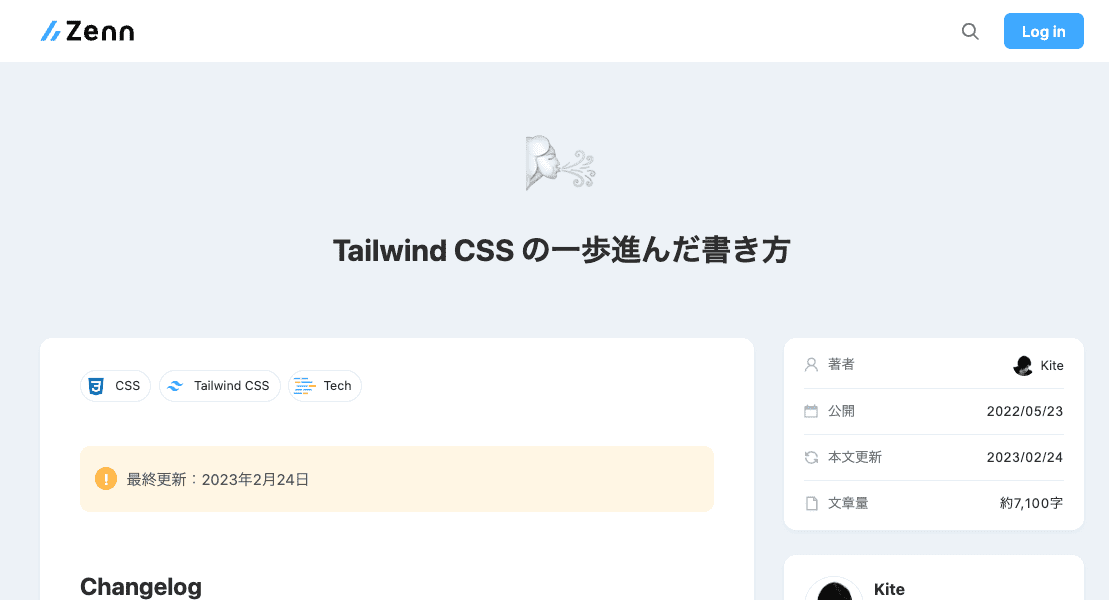 Zenn
Log in
Tailwind CSS の一歩進んだ書き方
CSS
Tailwind CSS
Tech
最終更新：2023年2月24日
Changelog
著者 Kite
公開 2022/05/23
本文更新 2023/02/24
文章量 約7,100字
Kite